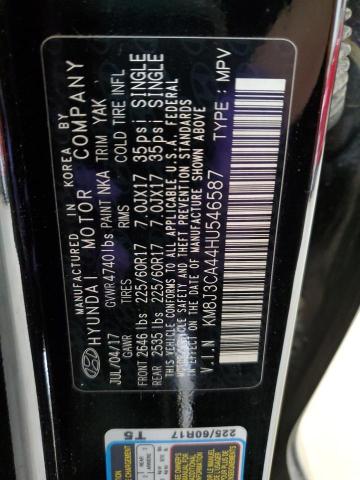 MANUFACTURED IN KOREA BY
HYUNDAI MOTOR COMPANY
JUL/04/17 GVWR 4740 lbs PAINT NKA TRIM YAK
GAWR TIRES RIMS COLD TIRE INFL
FRONT 2646 lbs 225/60R17 7.0JX17 35psi SINGLE
REAR 2535 lbs 225/60R17 7.0JX17 35psi SINGLE
THIS VEHICLE CONFORMS TO ALL APPLICABLE U.S.A. FEDERAL
MOTOR VEHICLE SAFETY AND THEFT PREVENTION STANDARDS
IN EFFECT ON THE DATE OF MANUFACTURE SHOWN ABOVE
V.I.N KM8J3CA44HU546587 TYPE : MPV
225/60R17
T5